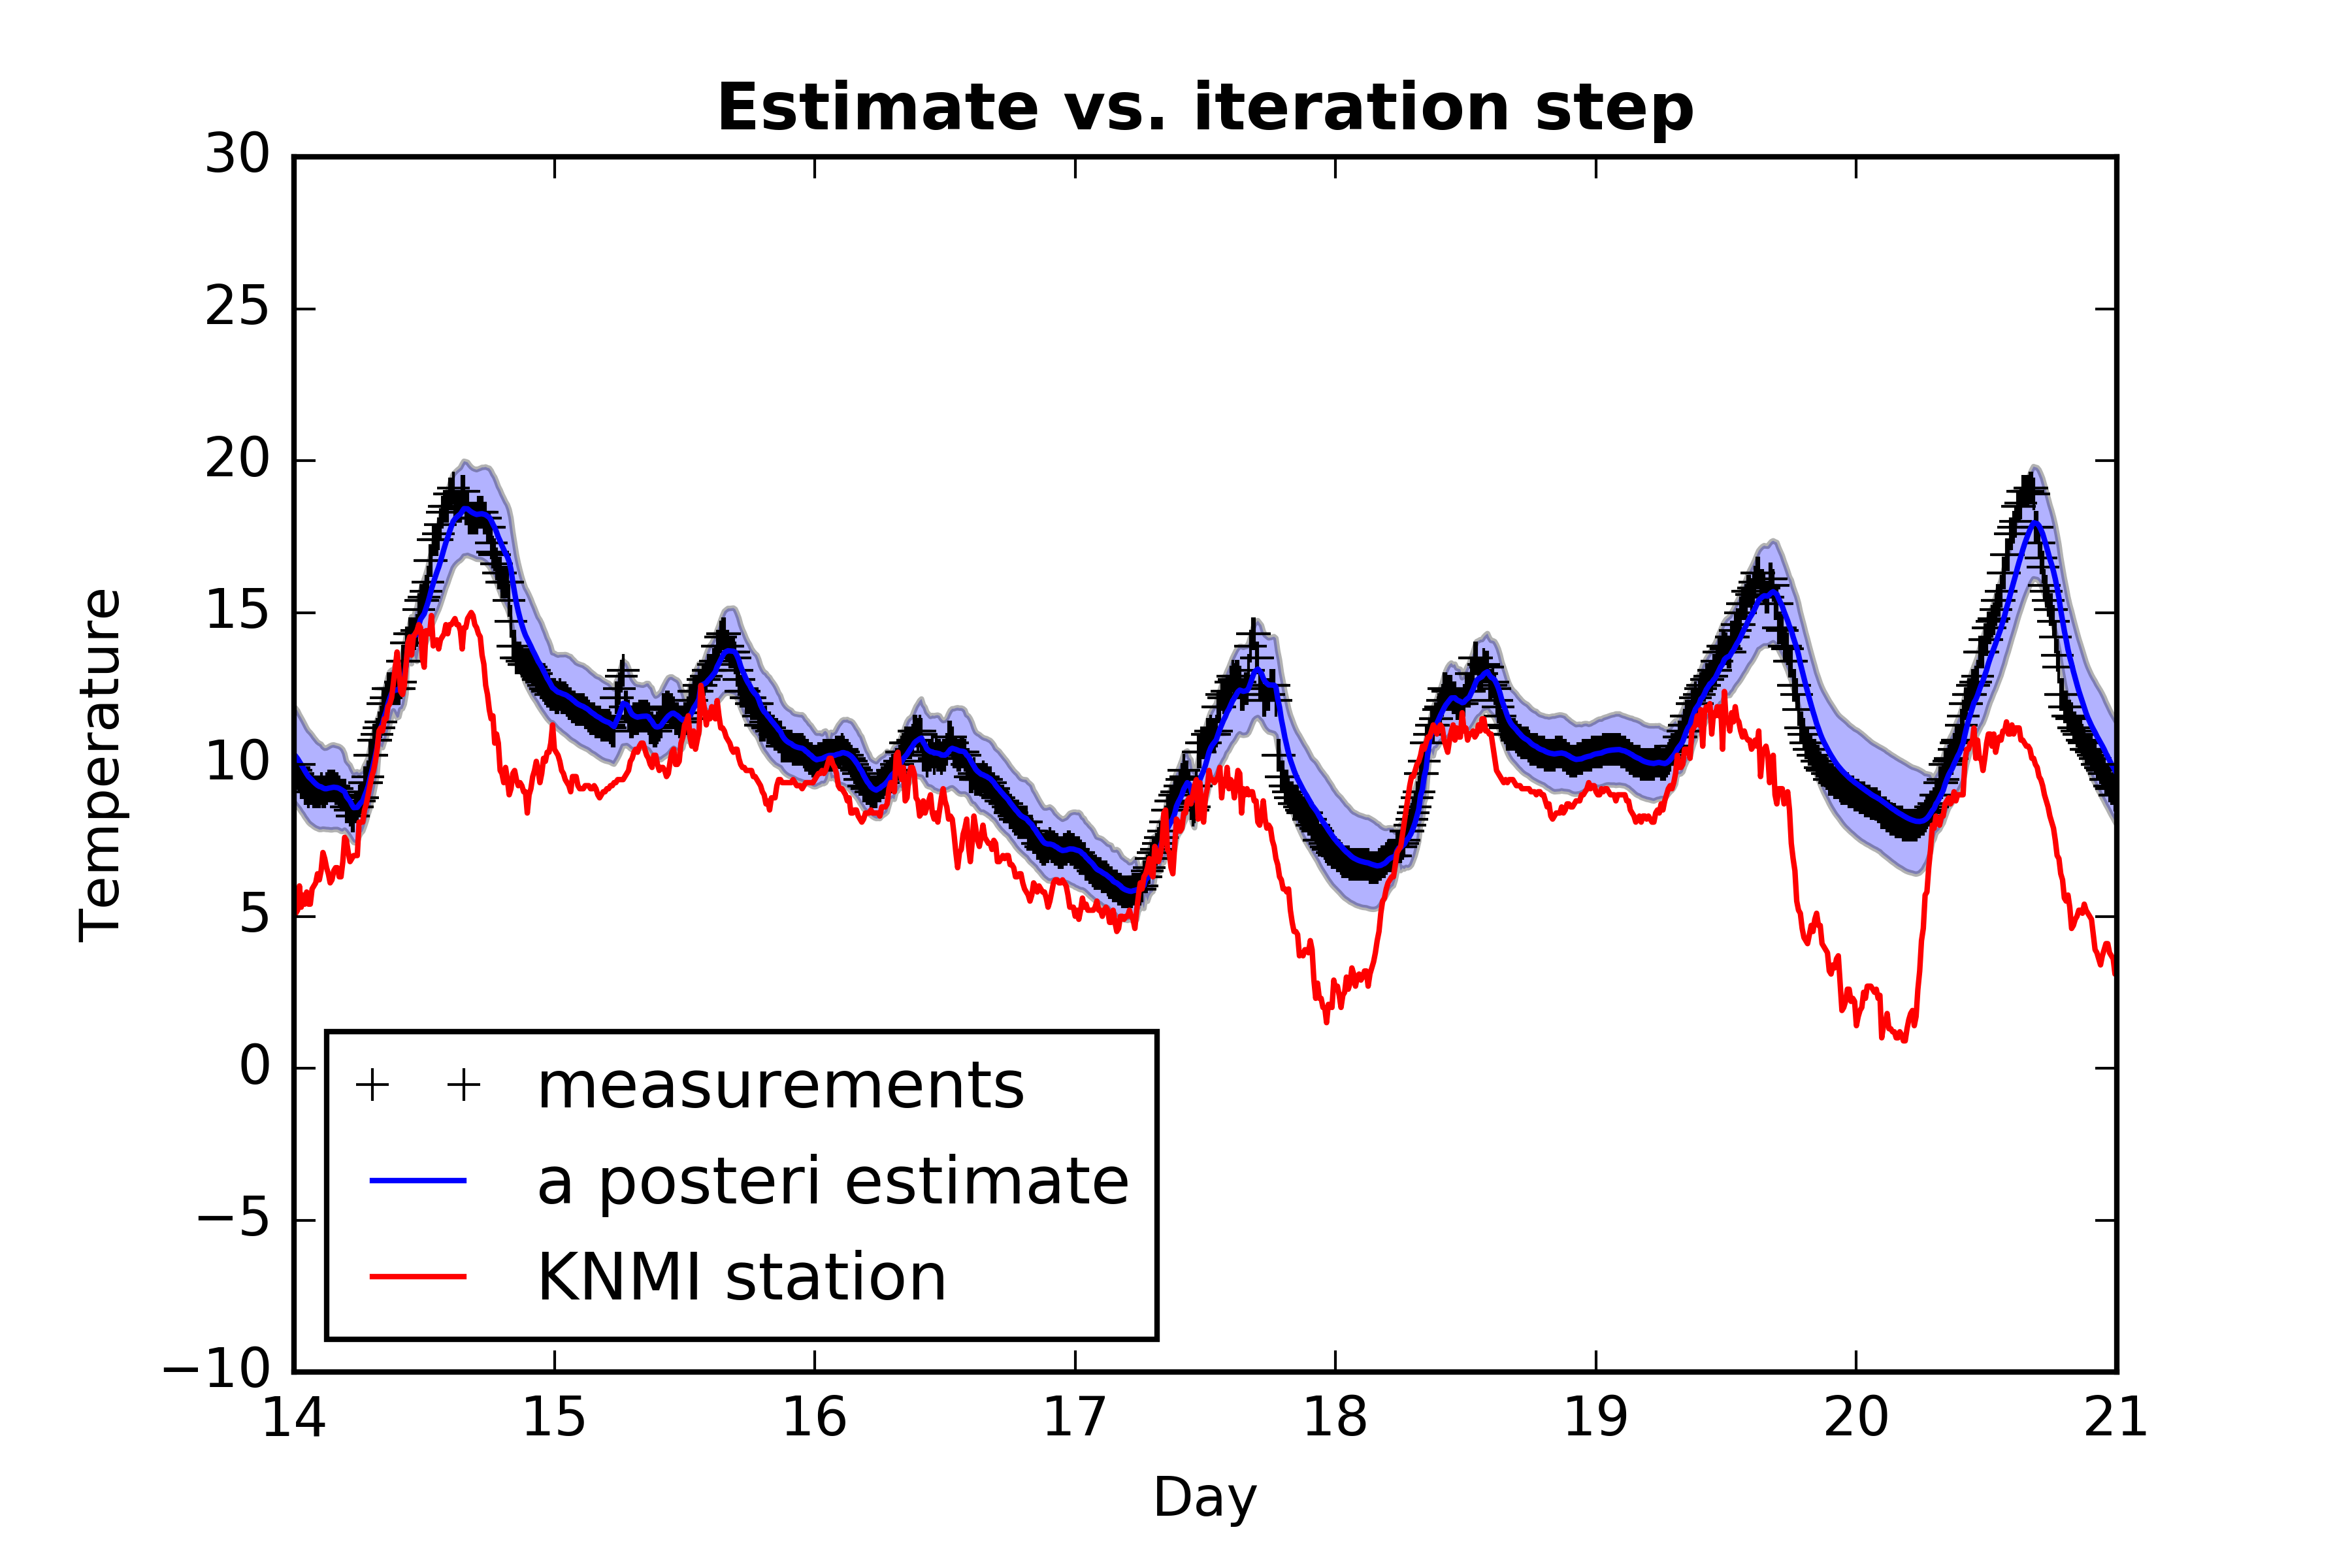 Estimate vs. iteration step
30
25
20
15
10
5
0
−5
−10
Temperature
measurements
a posteri estimate
KNMI station
14 15 16 17 18 19 20 21
Day